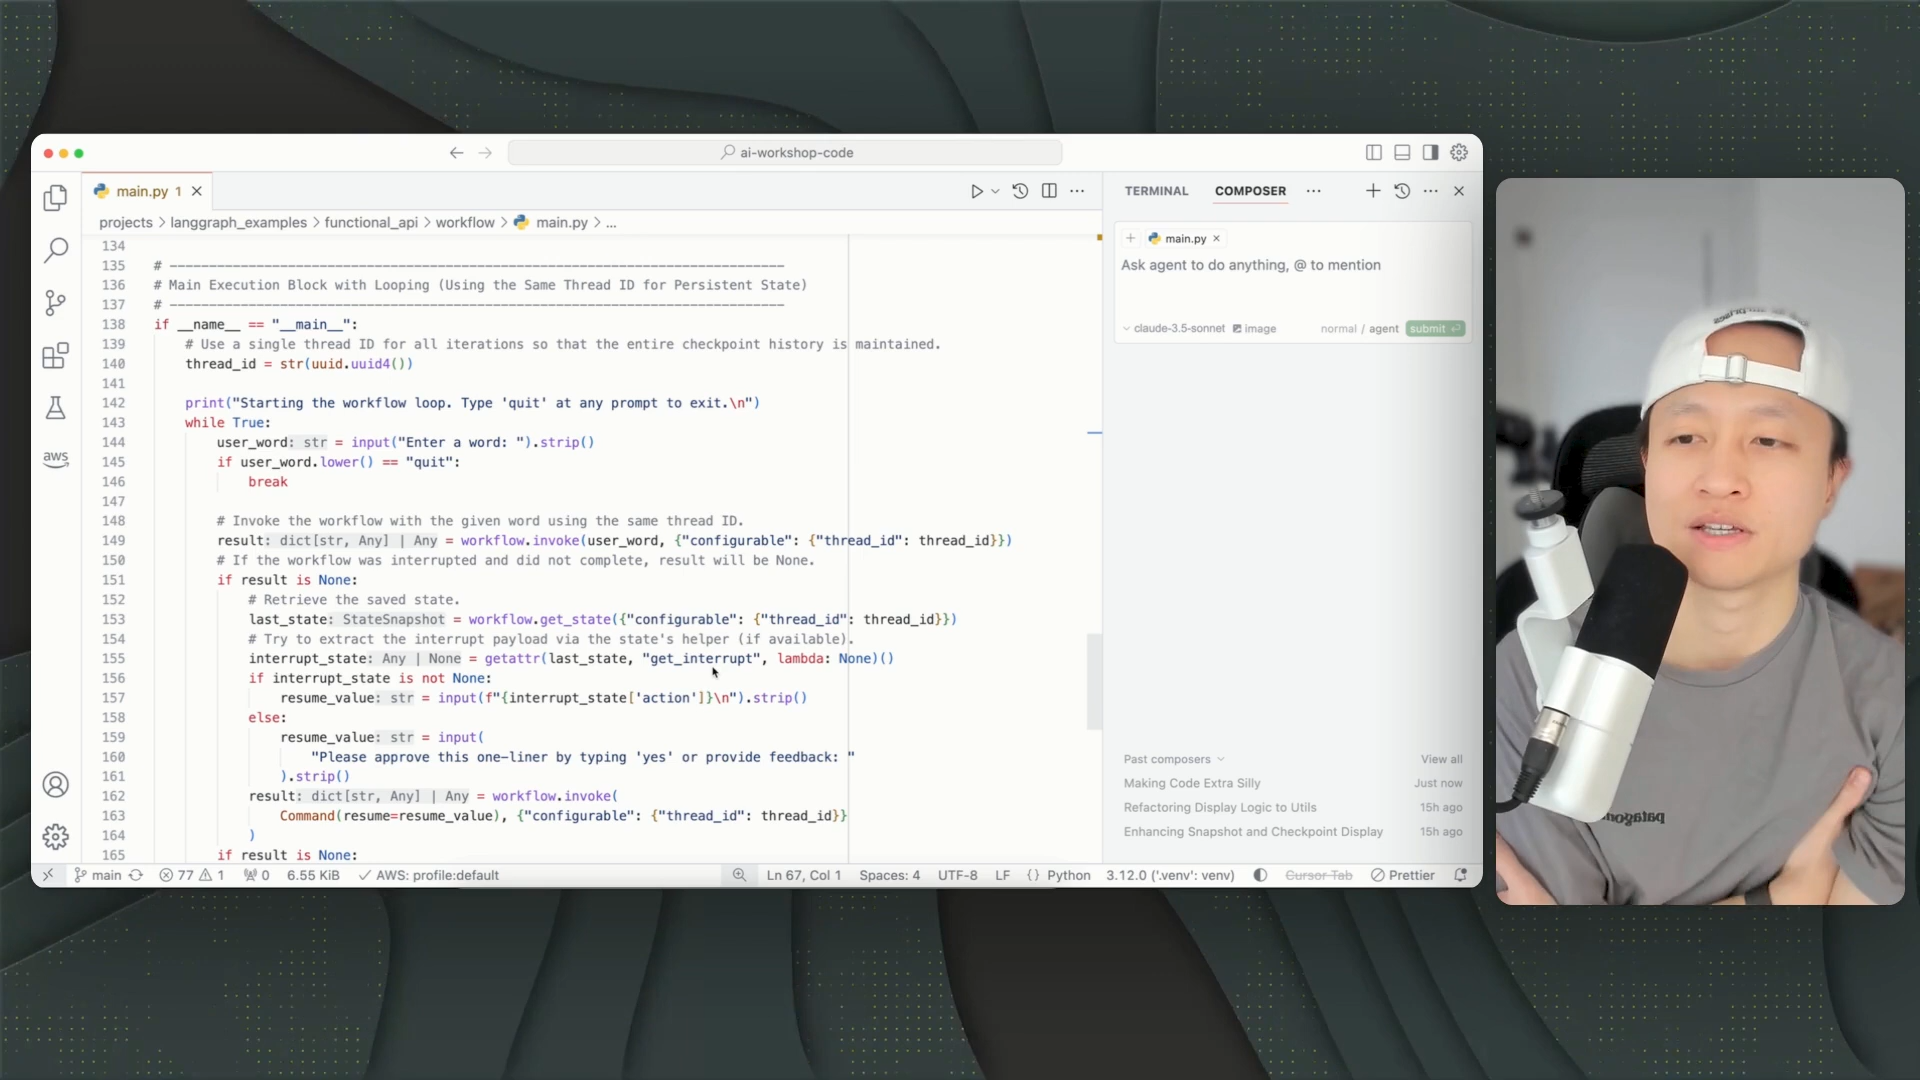 ai-workshop-code
main.py 1
projects > langgraph_examples > functional_api > workflow > main.py > ...
134
135 # ------------------------------------------------------------------------------
136 # Main Execution Block with Looping (Using the Same Thread ID for Persistent State)
137 # ------------------------------------------------------------------------------
138 if __name__ == "__main__":
139 # Use a single thread ID for all iterations so that the entire checkpoint history is maintained.
140 thread_id = str(uuid.uuid4())
141
142 print("Starting the workflow loop. Type 'quit' at any prompt to exit.\n")
143 while True:
144 user_word: str = input("Enter a word: ").strip()
145 if user_word.lower() == "quit":
146 break
147
148 # Invoke the workflow with the given word using the same thread ID.
149 result: dict[str, Any] | Any = workflow.invoke(user_word, {"configurable": {"thread_id": thread_id}})
150 # If the workflow was interrupted and did not complete, result will be None.
151 if result is None:
152 # Retrieve the saved state.
153 last_state: StateSnapshot = workflow.get_state({"configurable": {"thread_id": thread_id}})
154 # Try to extract the interrupt payload via the state's helper (if available).
155 interrupt_state: Any | None = getattr(last_state, "get_interrupt", lambda: None)()
156 if interrupt_state is not None:
157 resume_value: str = input(f"{interrupt_state['action']}\n").strip()
158 else:
159 resume_value: str = input(
160 "Please approve this one-liner by typing 'yes' or provide feedback: "
161 ).strip()
162 result: dict[str, Any] | Any = workflow.invoke(
163 Command(resume=resume_value), {"configurable": {"thread_id": thread_id}}
164 )
165 if result is None:
aws
TERMINAL COMPOSER
main.py
Ask agent to do anything, @ to mention
claude-3.5-sonnet image normal / agent submit
Past composers View all
Making Code Extra Silly Just now
Refactoring Display Logic to Utils 15h ago
Enhancing Snapshot and Checkpoint Display 15h ago
main 77 1 0 6.55 KiB AWS: profile:default Ln 67, Col 1 Spaces: 4 UTF-8 LF {} Python 3.12.0 ('.venv': venv) Cursor Tab Prettier
patagonia